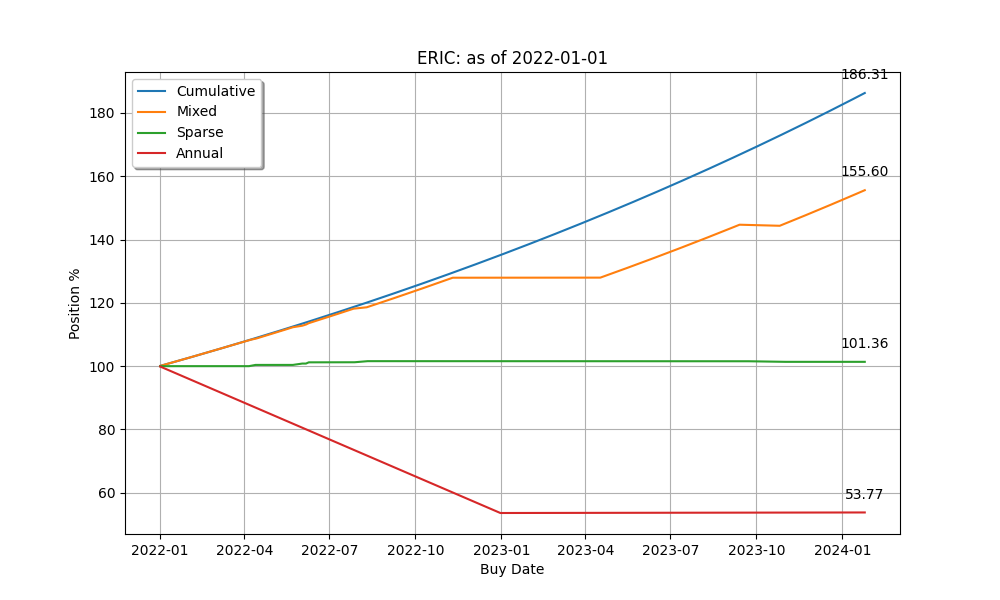 ERIC: as of 2022-01-01
186.31
Cumulative
Mixed
Sparse
Annual
180
160
155.60
140
120
101.36
100
80
60
53.77
Position %
2022-01 2022-04 2022-07 2022-10 2023-01 2023-04 2023-07 2023-10 2024-01
Buy Date